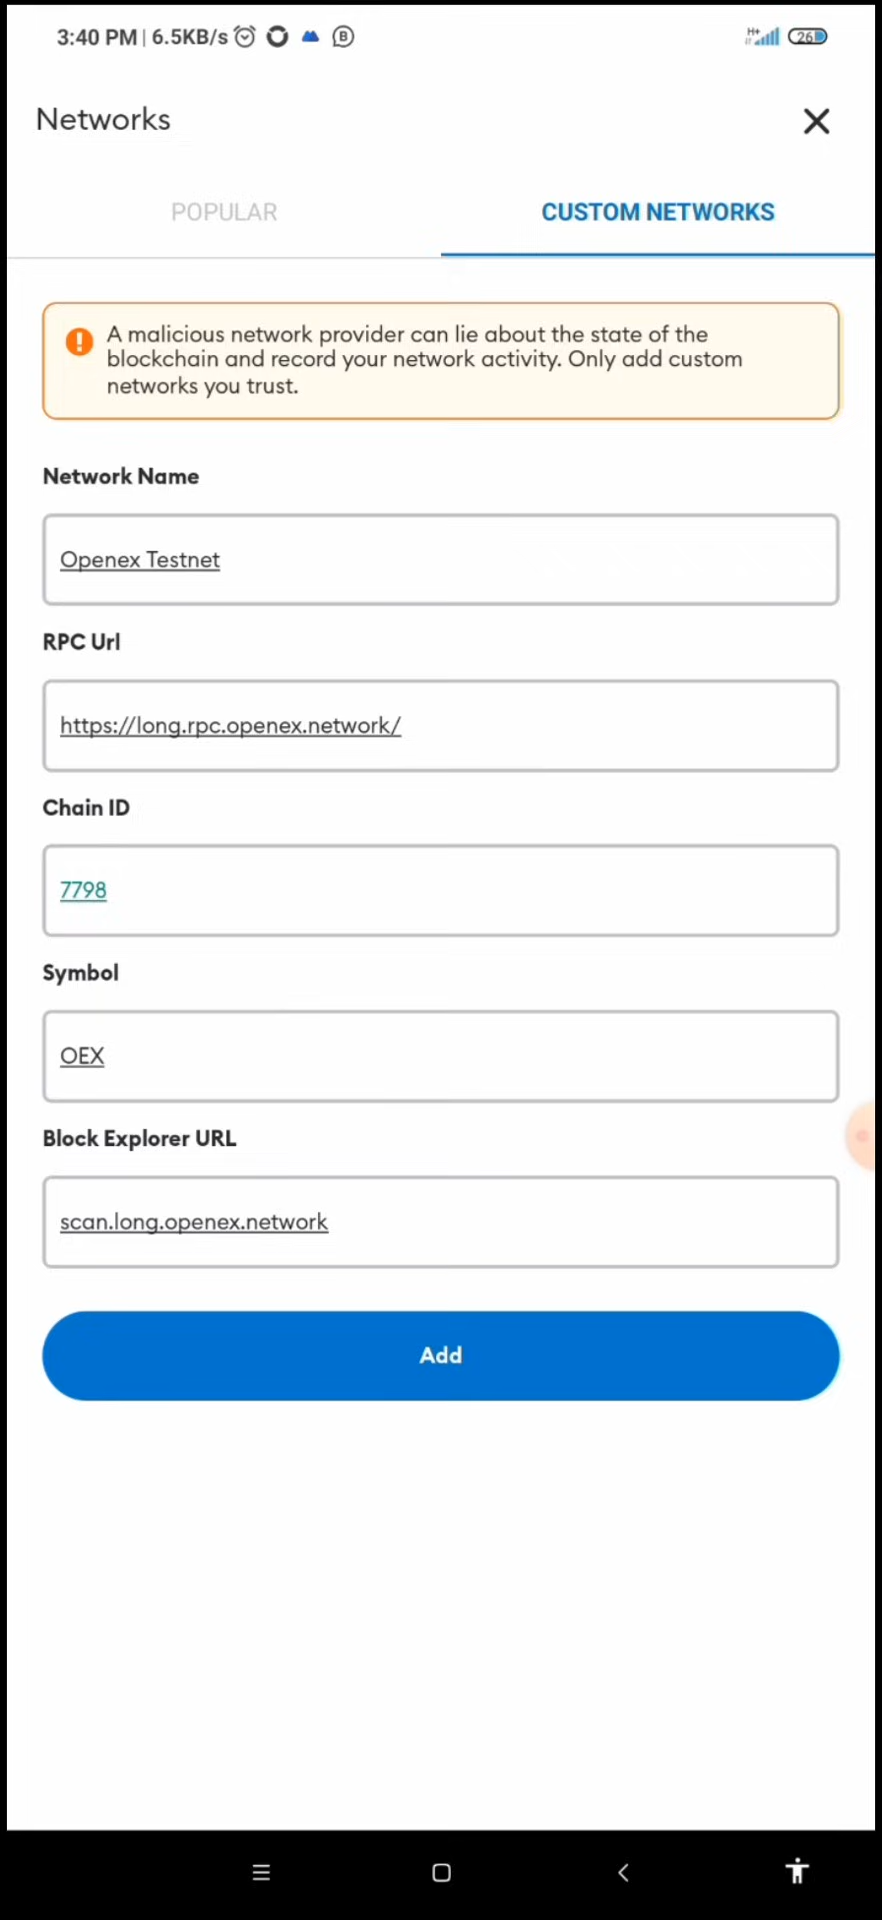 3:40 PM | 6.5KB/s B H+ 26
Networks
POPULAR CUSTOM NETWORKS
A malicious network provider can lie about the state of the
blockchain and record your network activity. Only add custom
networks you trust.
Network Name
Openex Testnet
RPC Url
https://long.rpc.openex.network/
Chain ID
7798
Symbol
OEX
Block Explorer URL
scan.long.openex.network
Add